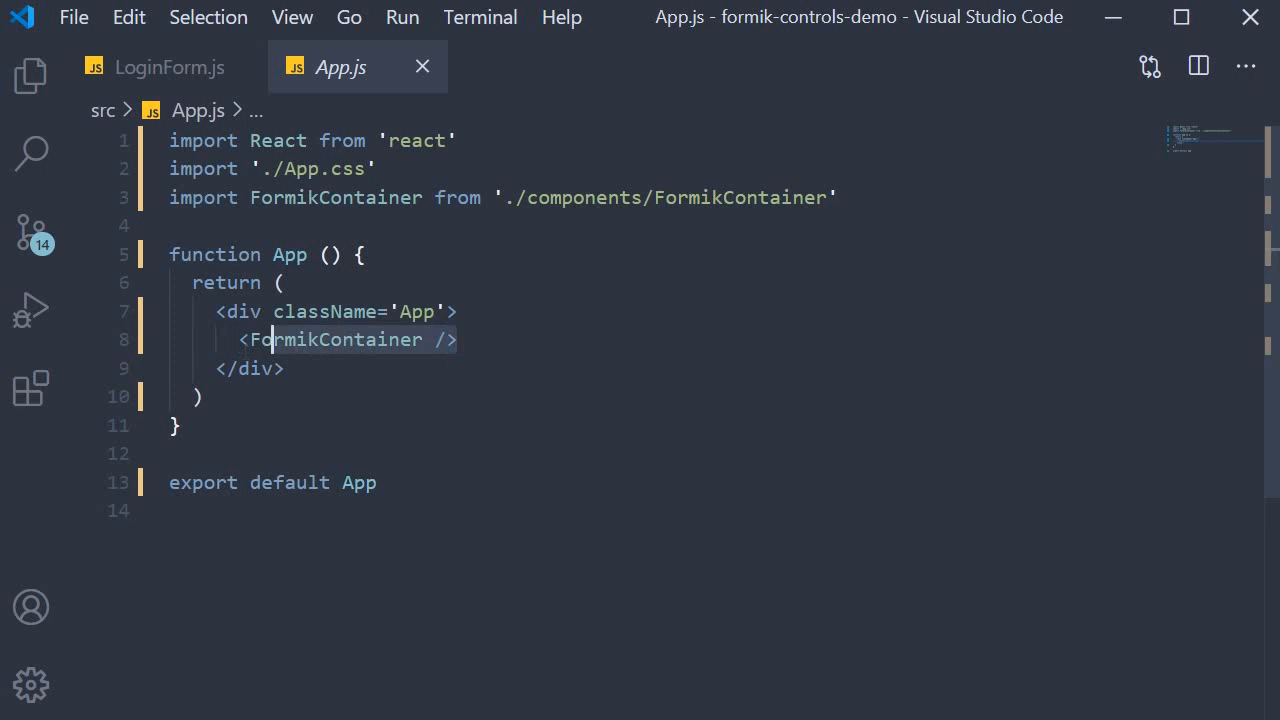 File Edit Selection View Go Run Terminal Help App.js - formik-controls-demo - Visual Studio Code
JS LoginForm.js JS App.js
src > JS App.js > ...
1 import React from 'react'
2 import './App.css'
3 import FormikContainer from './components/FormikContainer'
4
5 function App () {
6 return (
7 <div className='App'>
8 <FormikContainer />
9 </div>
10 )
11 }
12
13 export default App
14
14